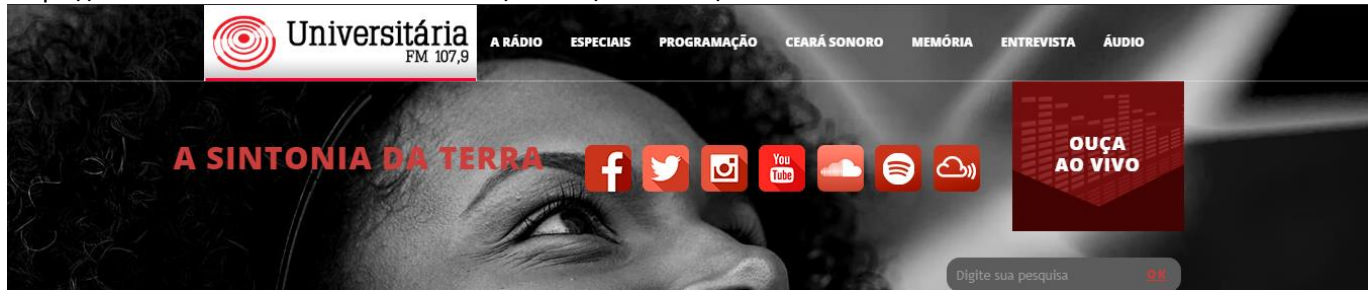 Universitária
FM 107,9
A RÁDIO ESPECIAIS PROGRAMAÇÃO CEARÁ SONORO MEMÓRIA ENTREVISTA ÁUDIO
A SINTONIA DA TERRA
You
Tube
OUÇA
AO VIVO
Digite sua pesquisa OK